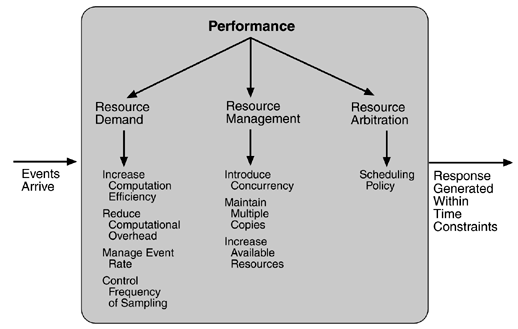 Performance
Resource
Demand
Resource
Management
Resource
Arbitration
Events
Arrive
Increase
Computation
Efficiency
Reduce
Computational
Overhead
Manage Event
Rate
Control
Frequency
of Sampling
Introduce
Concurrency
Maintain
Multiple
Copies
Increase
Available
Resources
Scheduling
Policy
Response
Generated
Within
Time
Constraints